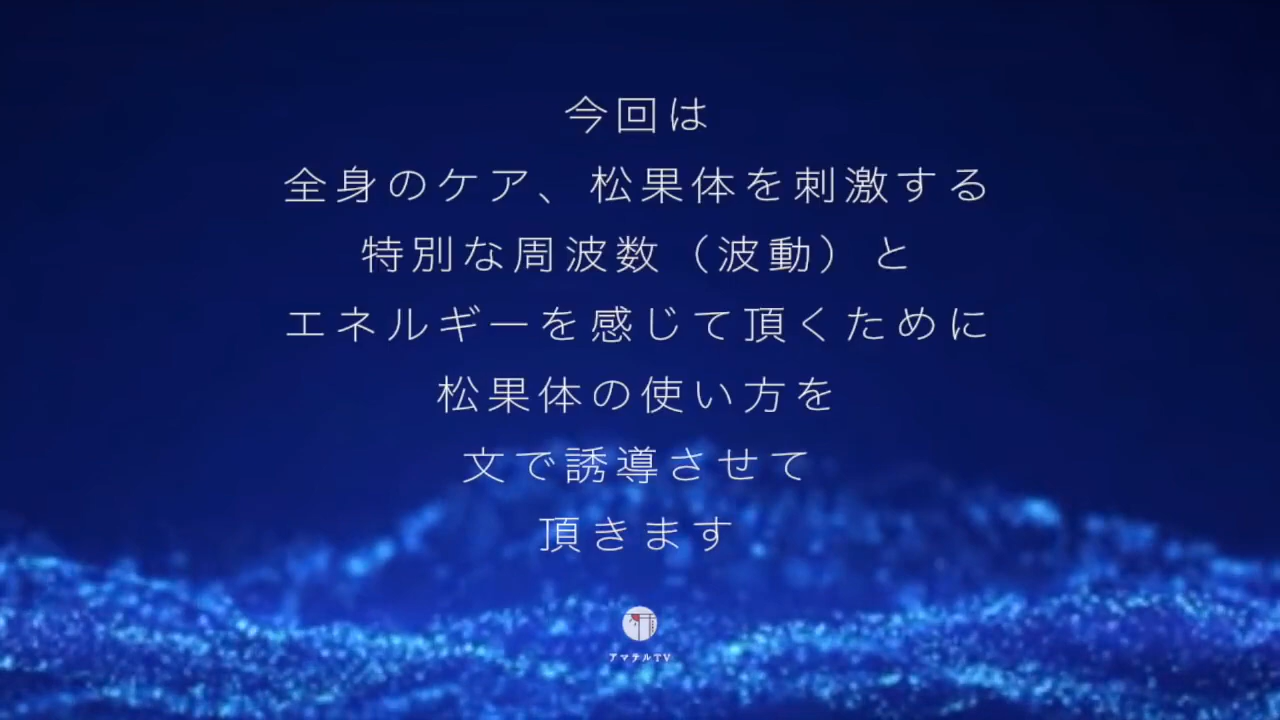 今回は
全身のケア、松果体を刺激する
特別な周波数（波動）と
エネルギーを感じて頂くために
松果体の使い方を
文で誘導させて
頂きます
アマテルTV